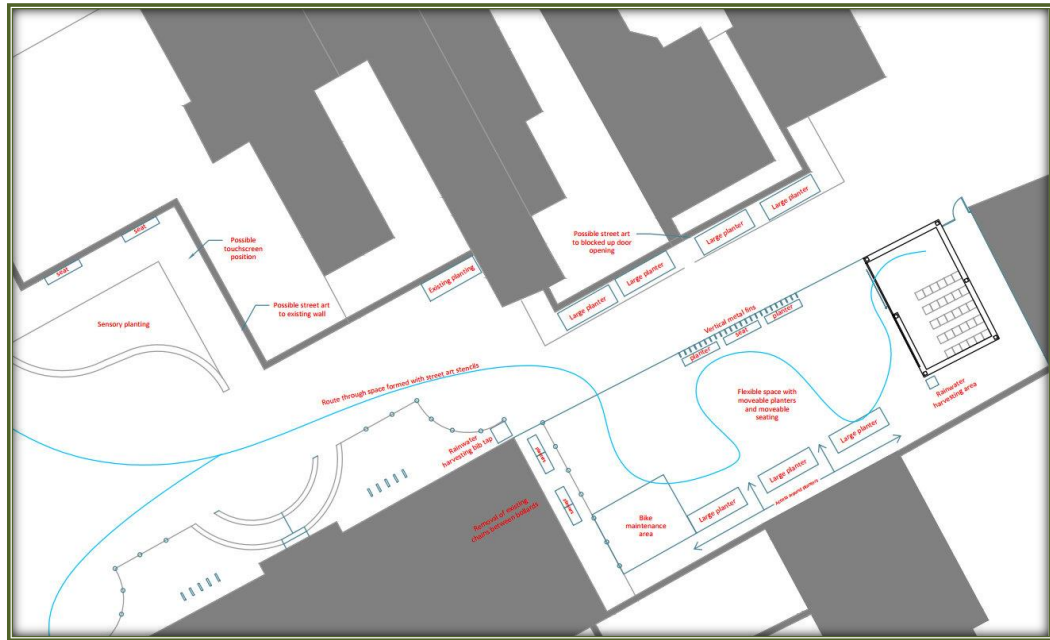 seat
seat
Possible
touchscreen
position
Sensory planting
Possible street art
to existing wall
Existing planting
Possible street art
to blocked up door
opening
Large planter
Large planter
Large planter
Large planter
Vertical metal fins
planter
seat
planter
Route through space formed with street art stencils
Rainwater
harvesting bib tap
Removal of existing
chairs between bollards
Flexible space with
moveable planters
and moveable
seating
Rainwater
harvesting area
Large planter
Large planter
Large planter
Bike
maintenance
area